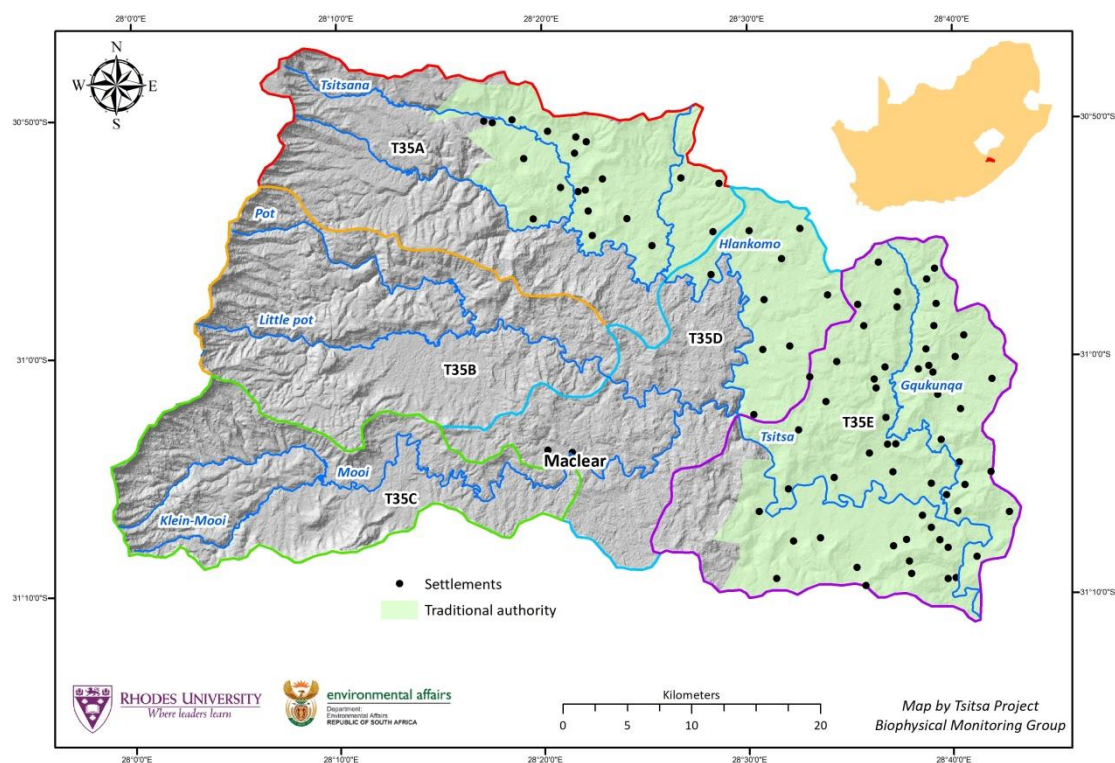 28°0'0"E
28°10'0"E
28°20'0"E
28°30'0"E
28°40'0"E
N
W
E
S
30°50'0"S
30°50'0"S
Tsitsana
T35A
Pot
Hlankomo
Little pot
T35D
31°0'0"S
31°0'0"S
T35B
Gqukunqa
T35E
Tsitsa
Maclear
Mooi
T35C
Klein-Mooi
Settlements
Traditional authority
31°10'0"S
31°10'0"S
RHODES UNIVERSITY
Where leaders learn
environmental affairs
Department:
Environmental Affairs
REPUBLIC OF SOUTH AFRICA
Kilometers
0 5 10 20
Map by Tsitsa Project
Biophysical Monitoring Group
28°0'0"E
28°10'0"E
28°20'0"E
28°30'0"E
28°40'0"E